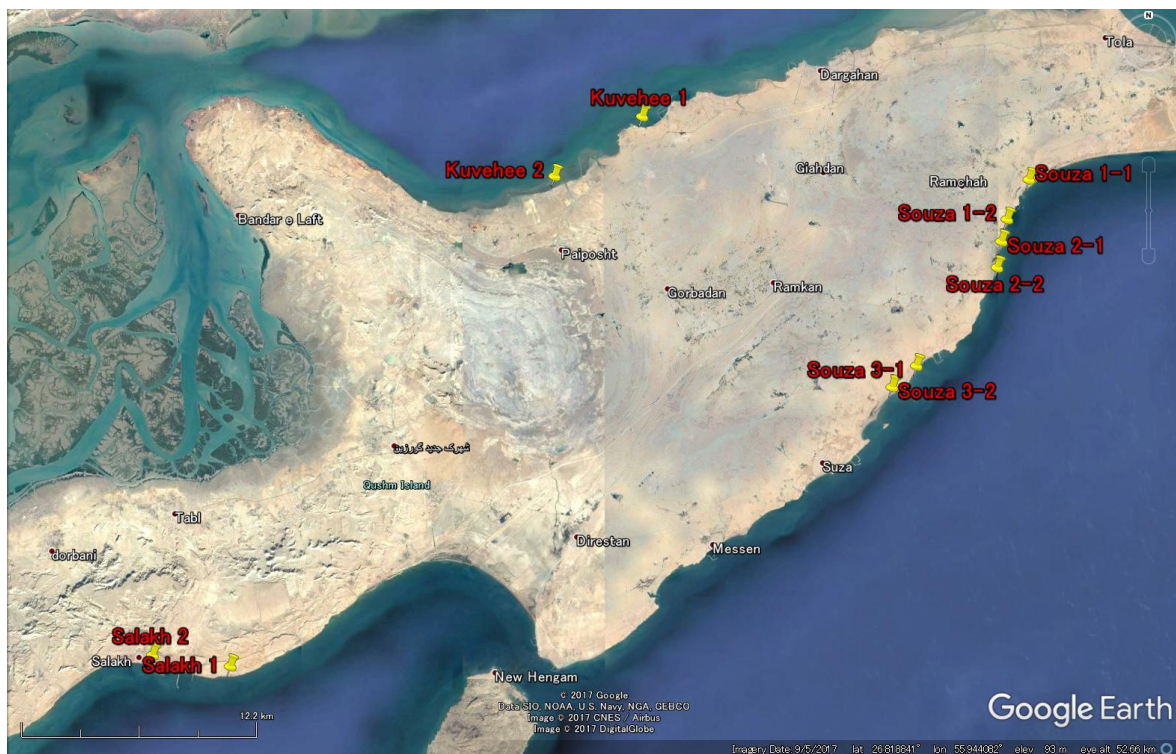 N
Tola
Dargahan
Kuvehee 1
Kuvehee 2
Giahdan
Ramchah
Souza 1-1
Souza 1-2
Bandar e Laft
Souza 2-1
Paiposht
Souza 2-2
Gorbadan
Ramkan
Souza 3-1
Souza 3-2
شهرک جدید گورزین
Suza
Qushm Island
Tabl
Direstan
Messen
dorbani
Salakh 2
Salakh
Salakh 1
New Hengam
© 2017 Google
Data SIO, NOAA, U.S. Navy, NGA, GEBCO
Image © 2017 CNES / Airbus
Image © 2017 DigitalGlobe
12.2 km
Google Earth
Imagery Date: 9/5/2017 lat 26.818841° lon 55.944082° elev 93 m eye alt 52.66 km